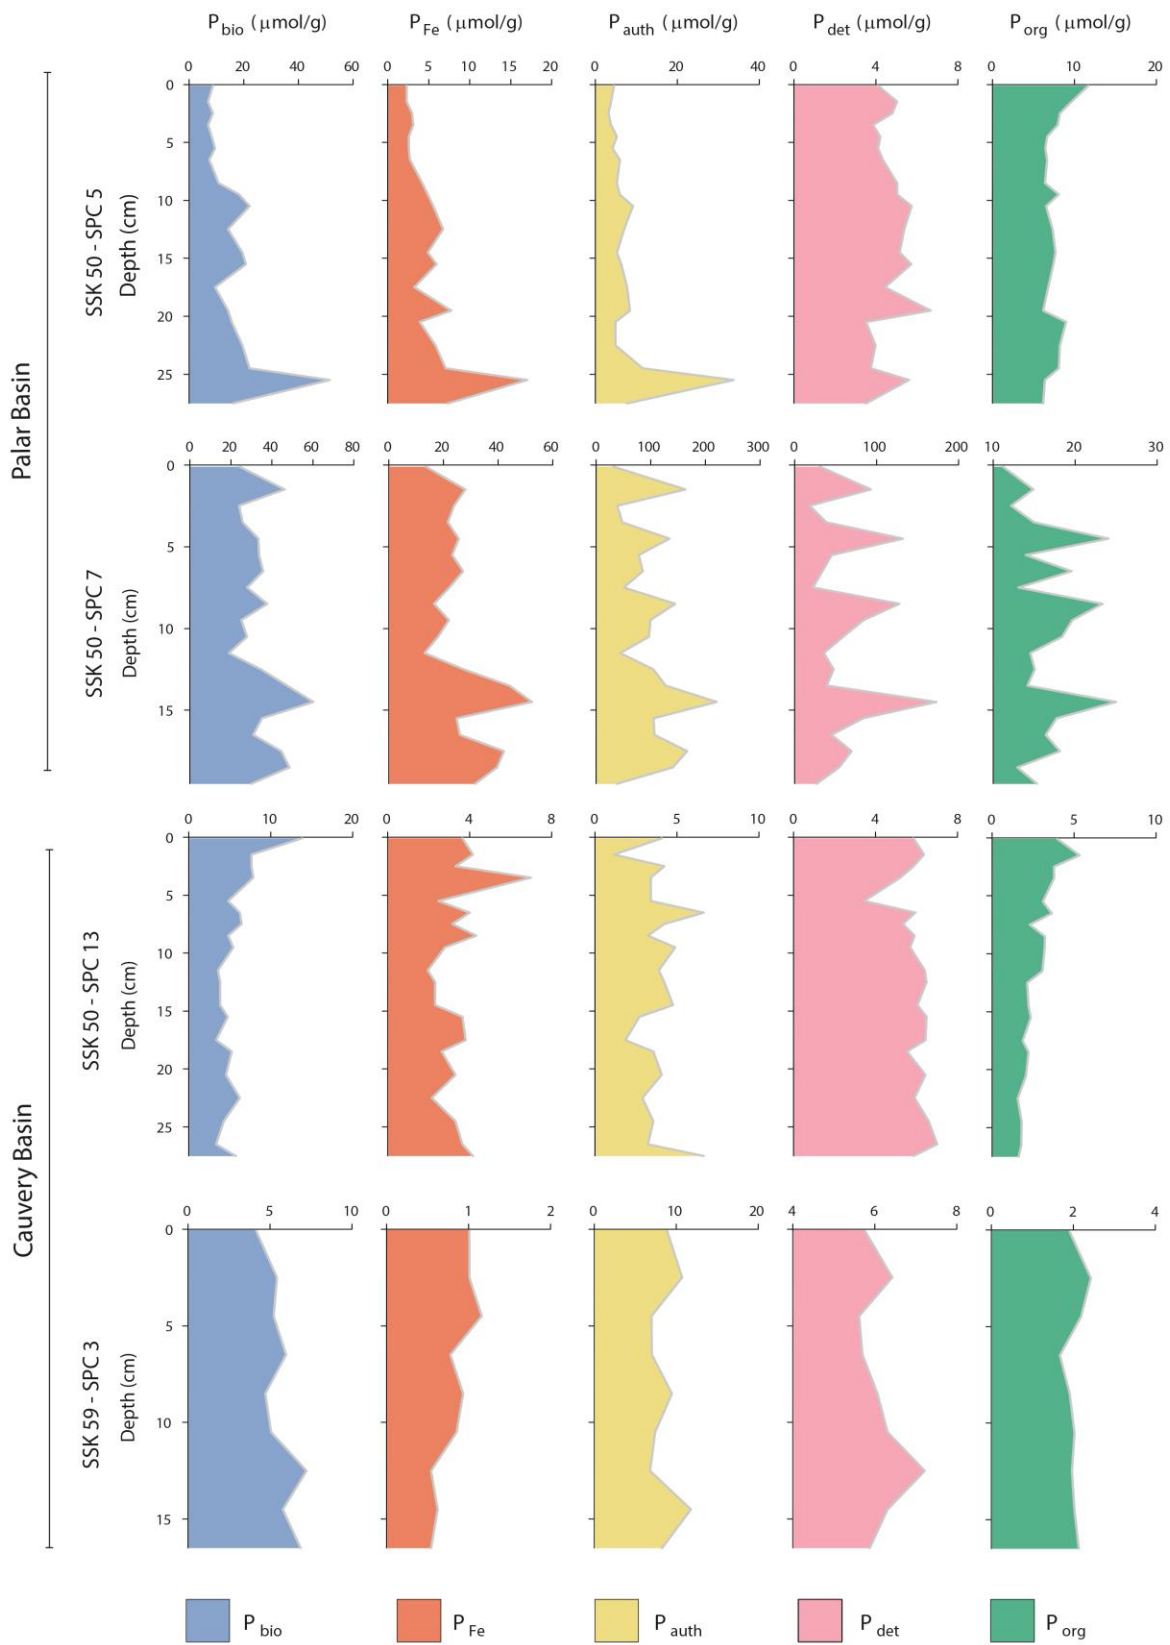 P bio (μmol/g) P Fe (μmol/g) P auth (μmol/g) P det (μmol/g) P org (μmol/g)
0 20 40 60 0 5 10 15 20 0 20 40 0 4 8 0 10 20
Palar Basin
SSK 50 - SPC 5
Depth (cm)
0
5
10
15
20
25
0 20 40 60 80 0 20 40 60 0 100 200 300 0 100 200 10 20 30
SSK 50 - SPC 7
Depth (cm)
0
5
10
15
0 10 20 0 4 8 0 5 10 0 4 8 0 5 10
Cauvery Basin
SSK 50 - SPC 13
Depth (cm)
0
5
10
15
20
25
0 5 10 0 1 2 0 10 20 4 6 8 0 2 4
SSK 59 - SPC 3
Depth (cm)
0
5
10
15
P bio P Fe P auth P det P org